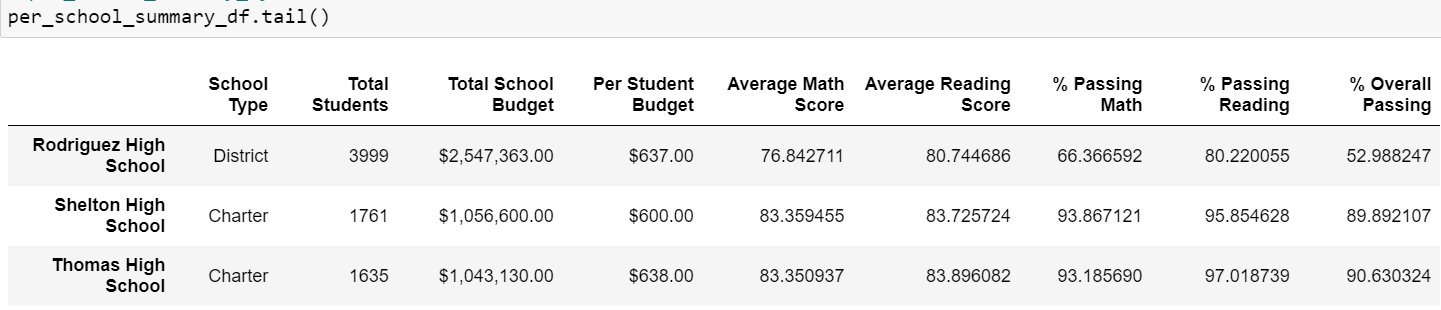 per_school_summary_df.tail()
School Type Total Students Total School Budget Per Student Budget Average Math Score Average Reading Score % Passing Math % Passing Reading % Overall Passing
Rodriguez High School District 3999 $2,547,363.00 $637.00 76.842711 80.744686 66.366592 80.220055 52.988247
Shelton High School Charter 1761 $1,056,600.00 $600.00 83.359455 83.725724 93.867121 95.854628 89.892107
Thomas High School Charter 1635 $1,043,130.00 $638.00 83.350937 83.896082 93.185690 97.018739 90.630324